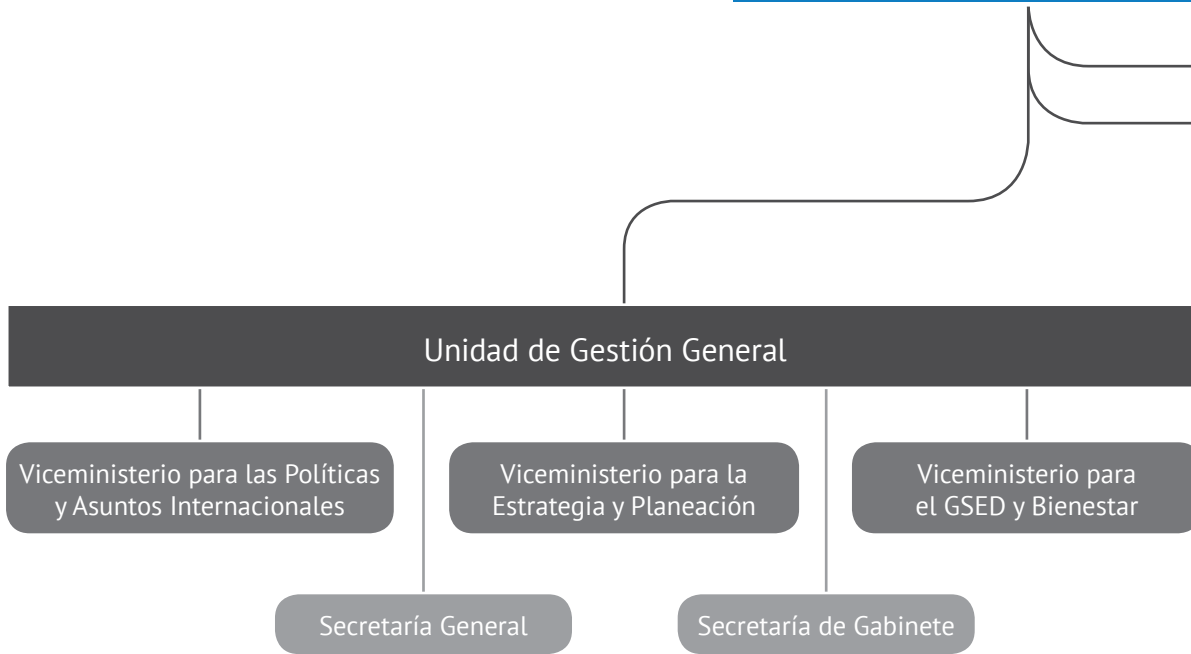 Unidad de Gestión General
Viceministerio para las Políticas
y Asuntos Internacionales
Viceministerio para la
Estrategia y Planeación
Viceministerio para
el GSED y Bienestar
Secretaría General
Secretaría de Gabinete